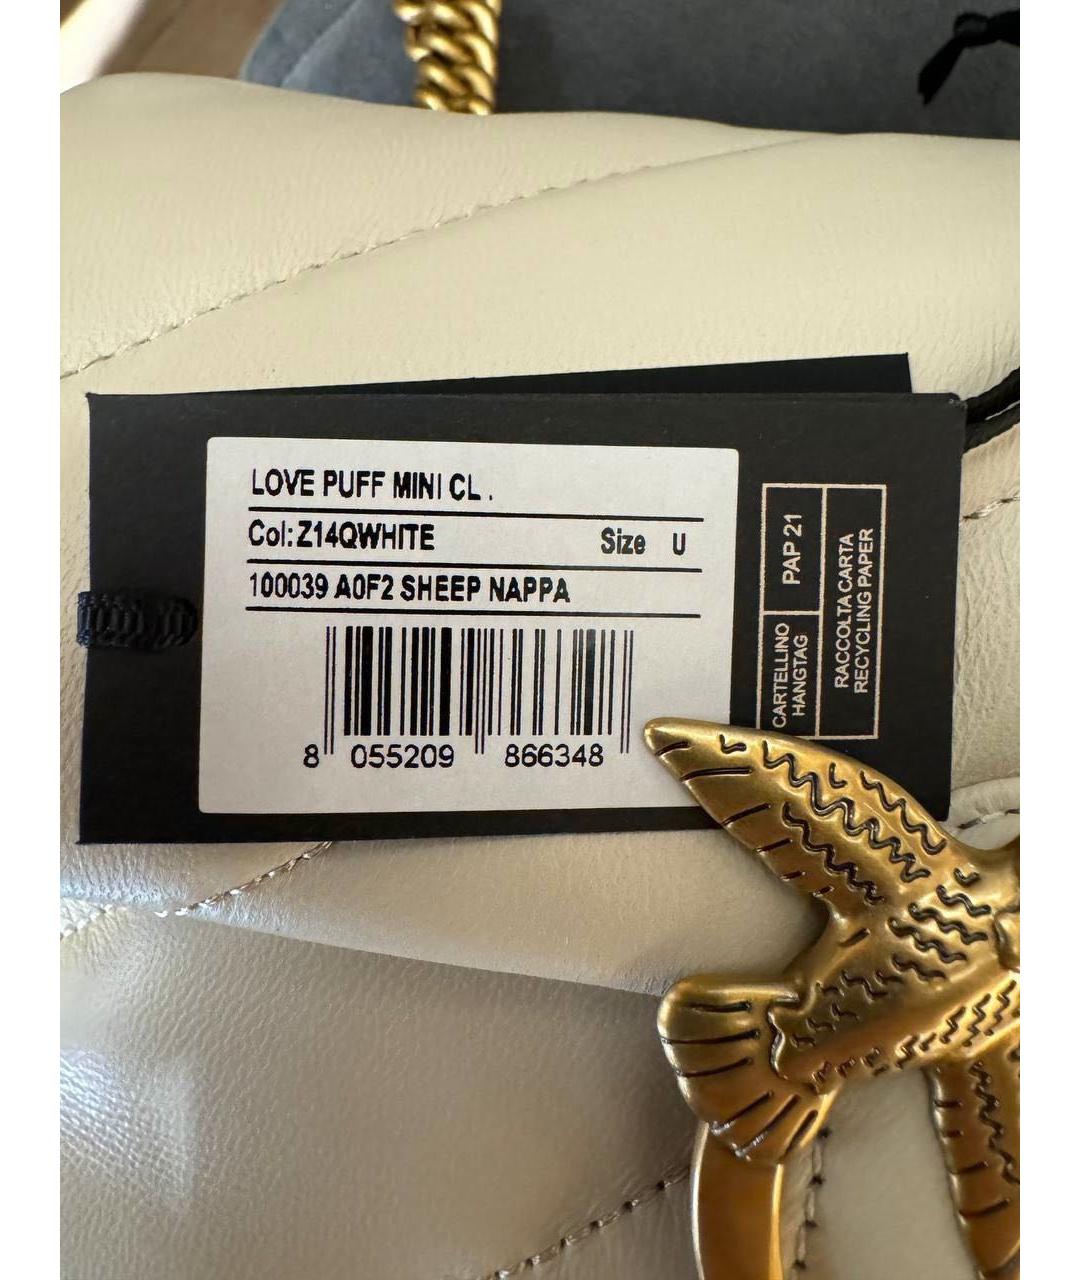 LOVE PUFF MINI CL .
Col:Z14QWHITE Size U
100039 A0F2 SHEEP NAPPA
8 055209 866348
CARTELLINO
HANGTAG
PAP 21
RACCOLTA CARTA
RECYCLING PAPER